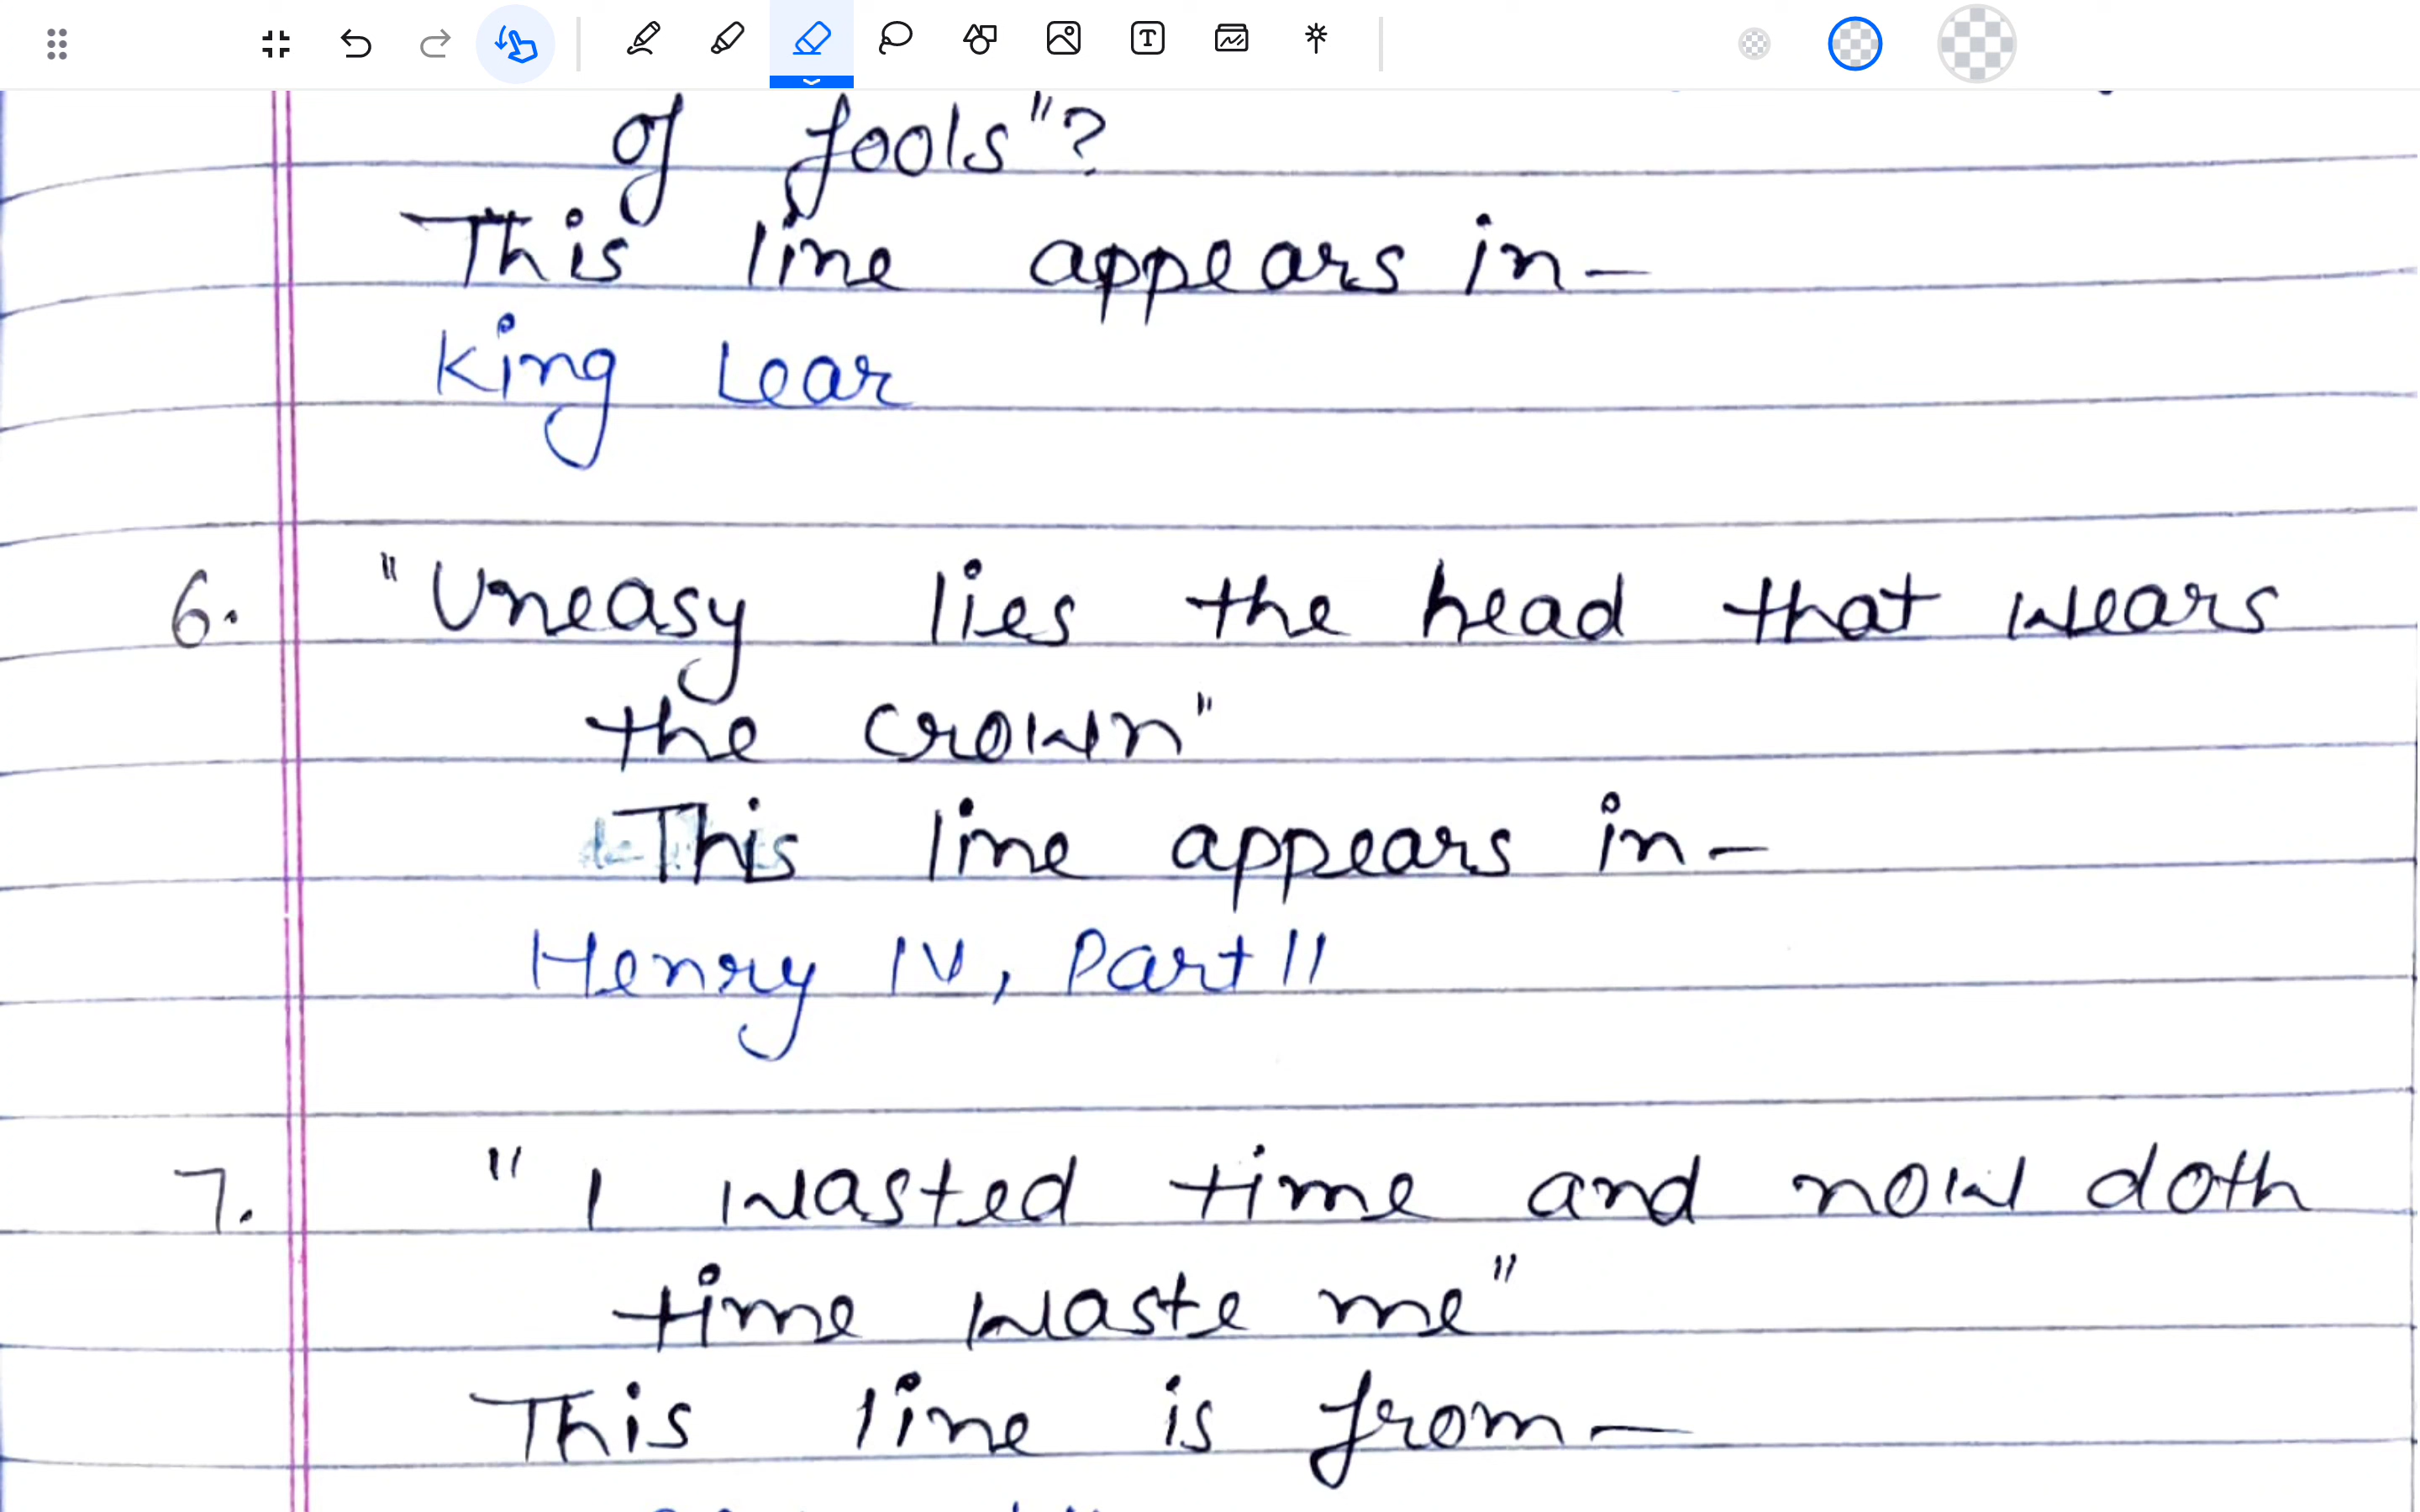 of fools"?
This line appears in-
King Lear
6. "Uneasy lies the head that wears
the crown"
This line appears in-
Henry IV, Part II
7. "I wasted time and now doth
time waste me"
This line is from-